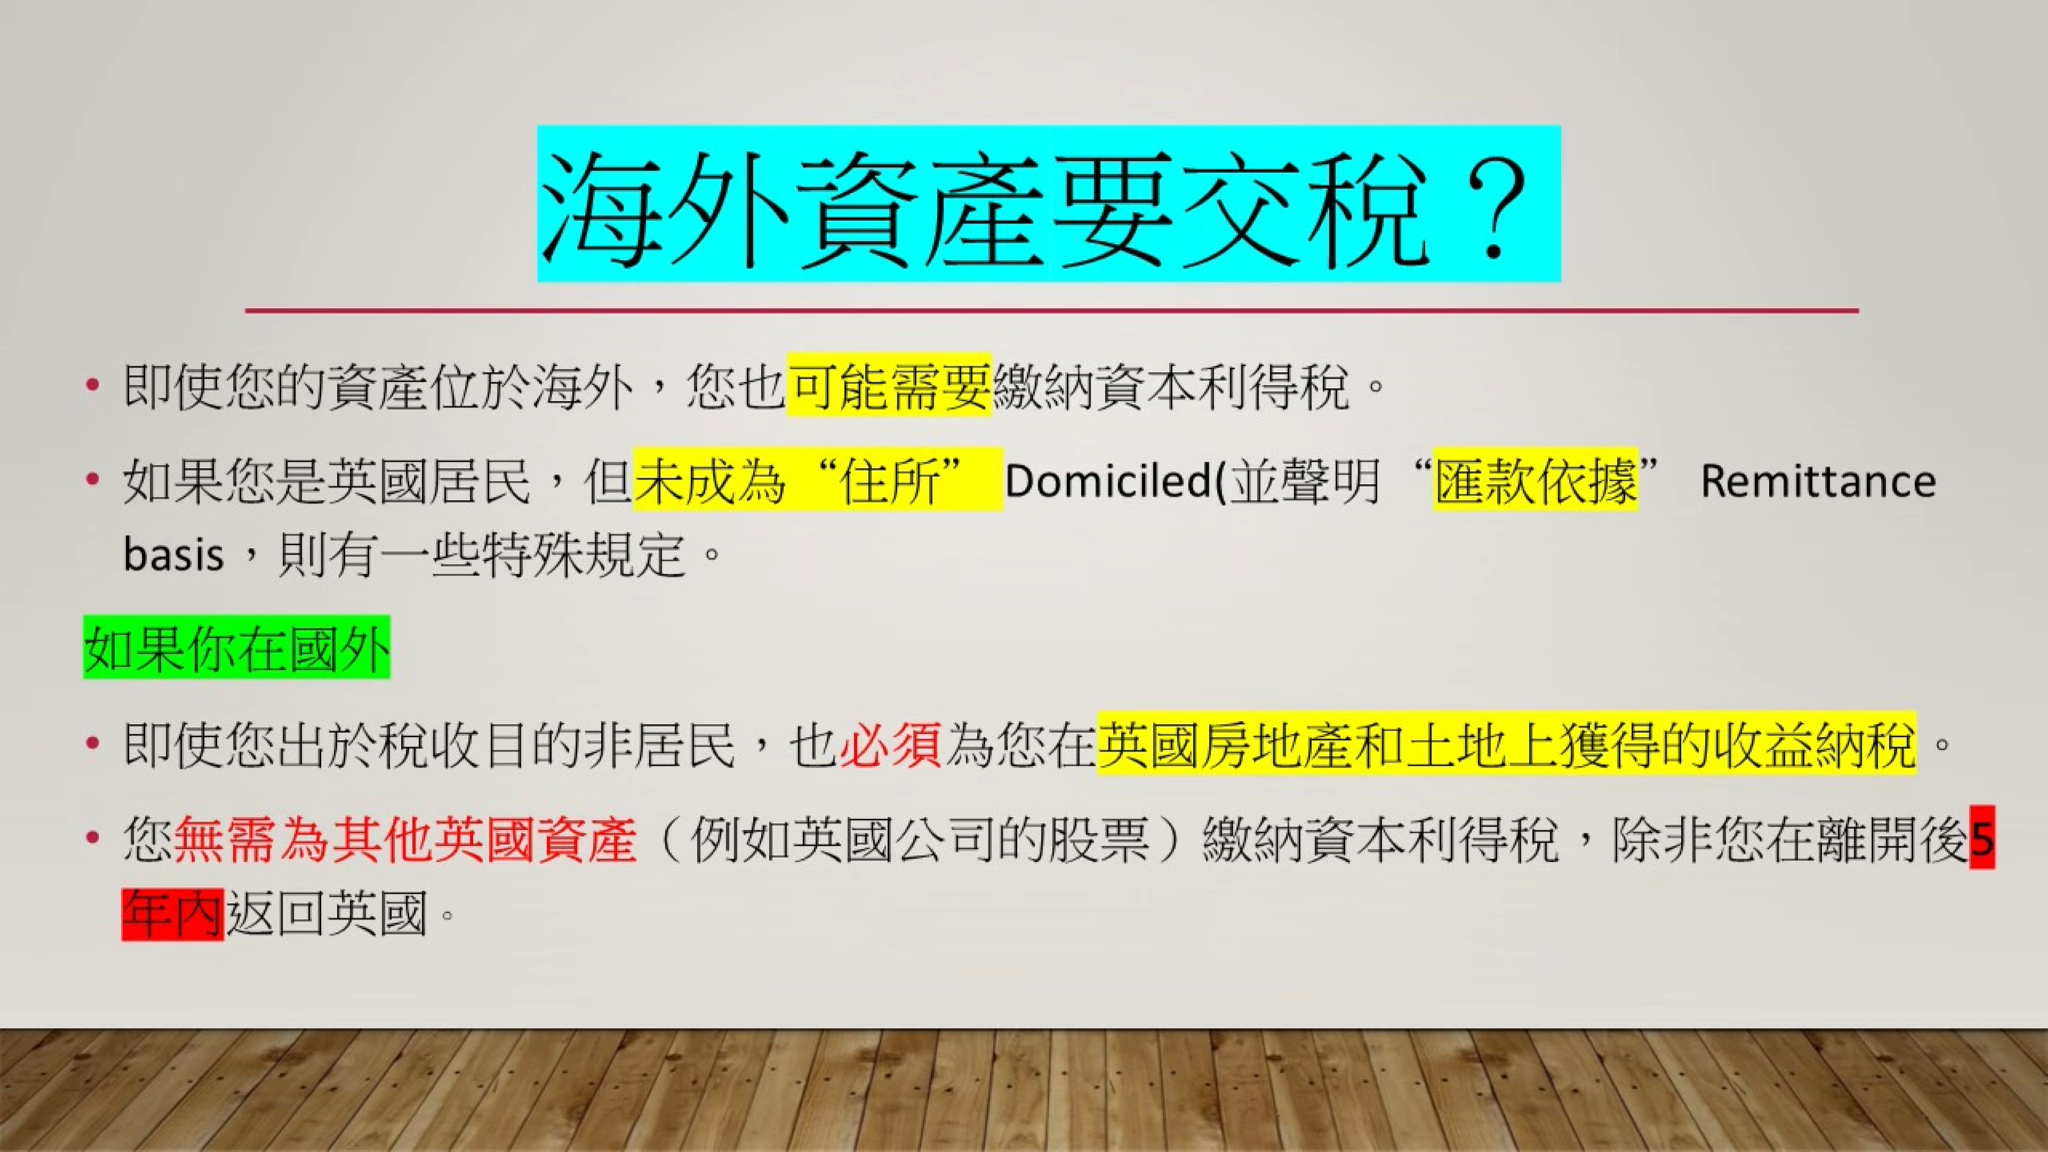 海外資產要交稅？
• 即使您的資產位於海外，您也可能需要繳納資本利得稅。
• 如果您是英國居民，但未成為“住所” Domiciled(並聲明“匯款依據” Remittance
basis，則有一些特殊規定。
如果你在國外
• 即使您出於稅收目的非居民，也必須為您在英國房地產和土地上獲得的收益納稅。
• 您無需為其他英國資產（例如英國公司的股票）繳納資本利得稅，除非您在離開後5
年內返回英國。